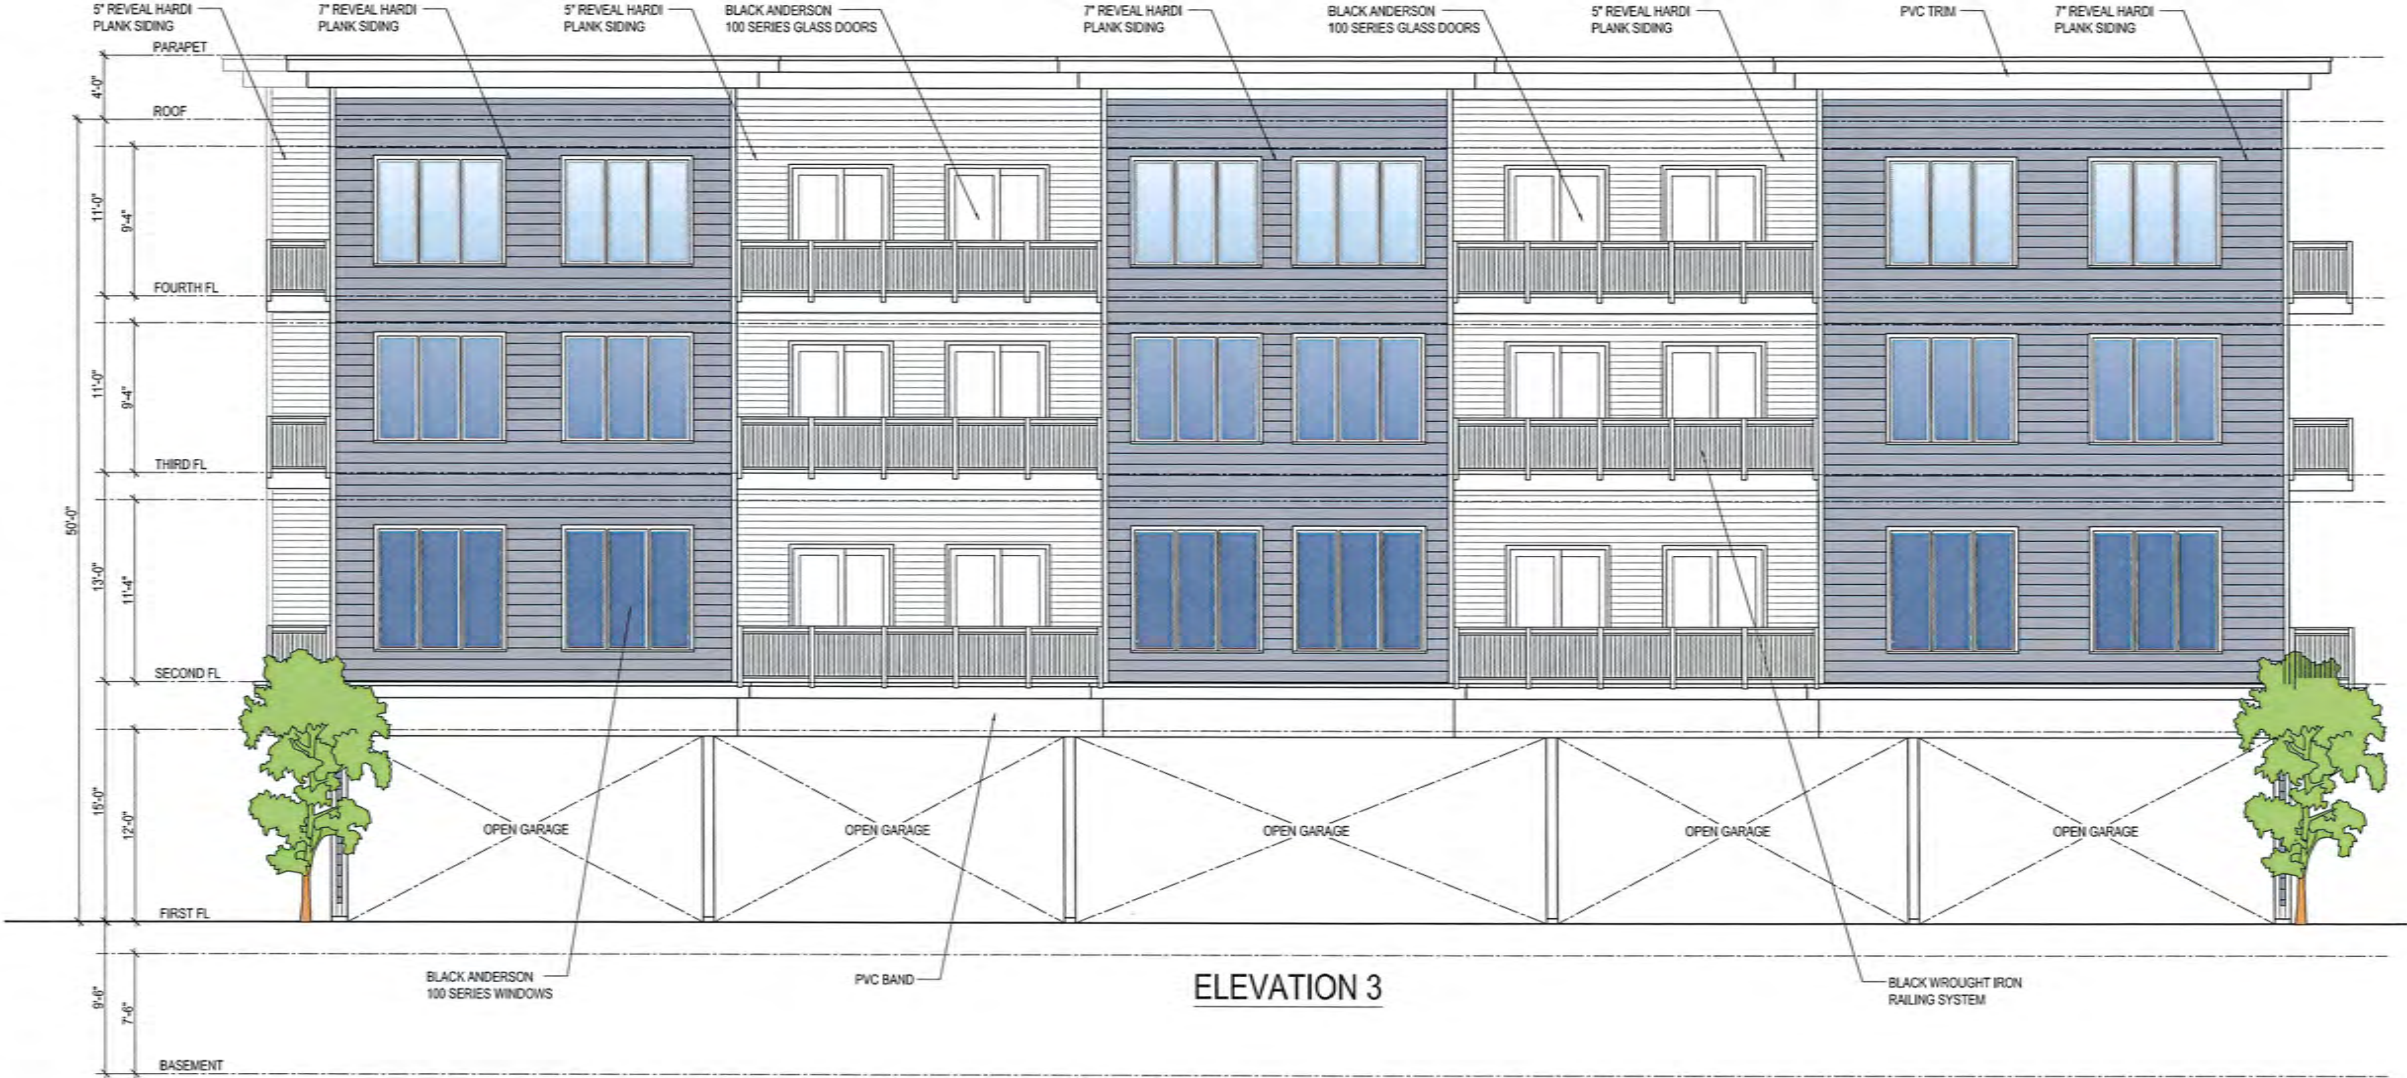 5" REVEAL HARDI
PLANK SIDING
7" REVEAL HARDI
PLANK SIDING
5" REVEAL HARDI
PLANK SIDING
BLACK ANDERSON
100 SERIES GLASS DOORS
7" REVEAL HARDI
PLANK SIDING
BLACK ANDERSON
100 SERIES GLASS DOORS
5" REVEAL HARDI
PLANK SIDING
PVC TRIM
7" REVEAL HARDI
PLANK SIDING
PARAPET
4'-0"
ROOF
11'-0"
9'-4"
FOURTH FL
11'-0"
9'-4"
THIRD FL
50'-0"
13'-0"
11'-4"
SECOND FL
15'-0"
12'-0"
OPEN GARAGE
OPEN GARAGE
OPEN GARAGE
OPEN GARAGE
OPEN GARAGE
FIRST FL
9'-6"
7'-6"
BLACK ANDERSON
100 SERIES WINDOWS
PVC BAND
ELEVATION 3
BLACK WROUGHT IRON
RAILING SYSTEM
BASEMENT